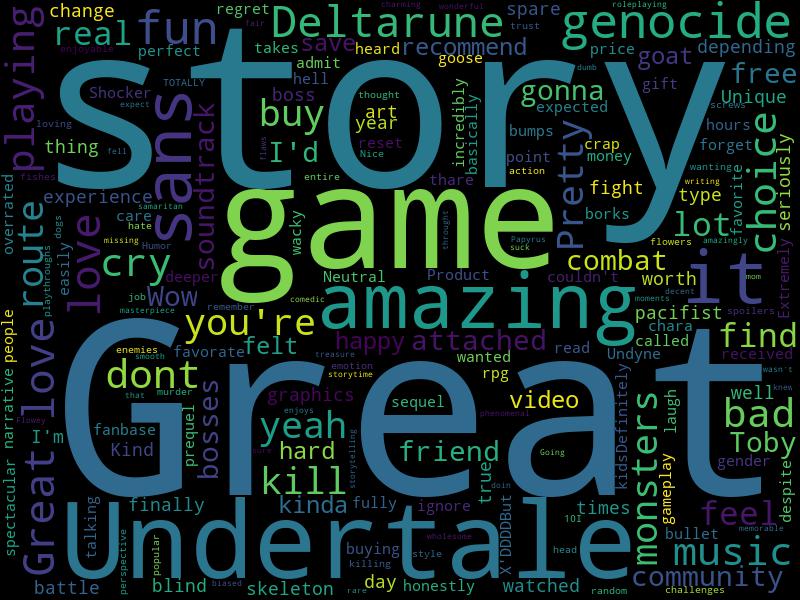 playing
change
regret
charming
wonderful
fair
roleplaying
spare
trust
real
fun
Deltarune
genocide
perfect
takes
save
heard
recommend
goose
price
goat
depending
enjoyable
admit
hell
dumb
free
Shocker
TOTALLY
boss
thought
gonna
gift
Unique
expect
buy
art
year
incredibly
basically
expected
screws
loving
story
hours
thing
fell
I'd
flaws
reset
Nice
bumps
crap
forget
sans
soundtrack
point
money
wanting
action
Pretty
fight
writing
fishes
entire
thare
type
favorite
choice
seriously
overrated
experience
samaritan
borks
lot
route
care
hate
game
wacky
throught
Papyrus
suck
flowers
amazingly
dogs
missing
Humor
love
easily
combat
playthroughs
cry
deeper
Neutral
Product
couldn't
worth
it
mom
Extremely
job
Wow
comedic
amazing
decent
moments
masterpiece
remember
pacifist
spoilers
people
you're
chara
enemies
happy
attached
called
find
smooth
favorate
felt
wanted
read
Undyne
received
treasure
emotion
storytime
rpg
wasn't
dont
that
murder
graphics
enjoys
sequel
video
well
knew
love
Great
narrative
spectacular
Flowey
fanbase
prequel
bosses
yeah
phenomenal
kidsDefinitely
laugh
bad
I'm
Kind
sure
hard
storytelling
friend
Going
Toby
Great
kill
true
monsters
gameplay
gender
despite
doin
talking
finally
kinda
fully
ignore
X'DDDDBut
times
10I
feel
memorable
perspective
popular
Undertale
wholesome
bullet
music
buying
style
killing
head
battle
blind
biased
skeleton
rare
day
honestly
watched
random
community
challenges